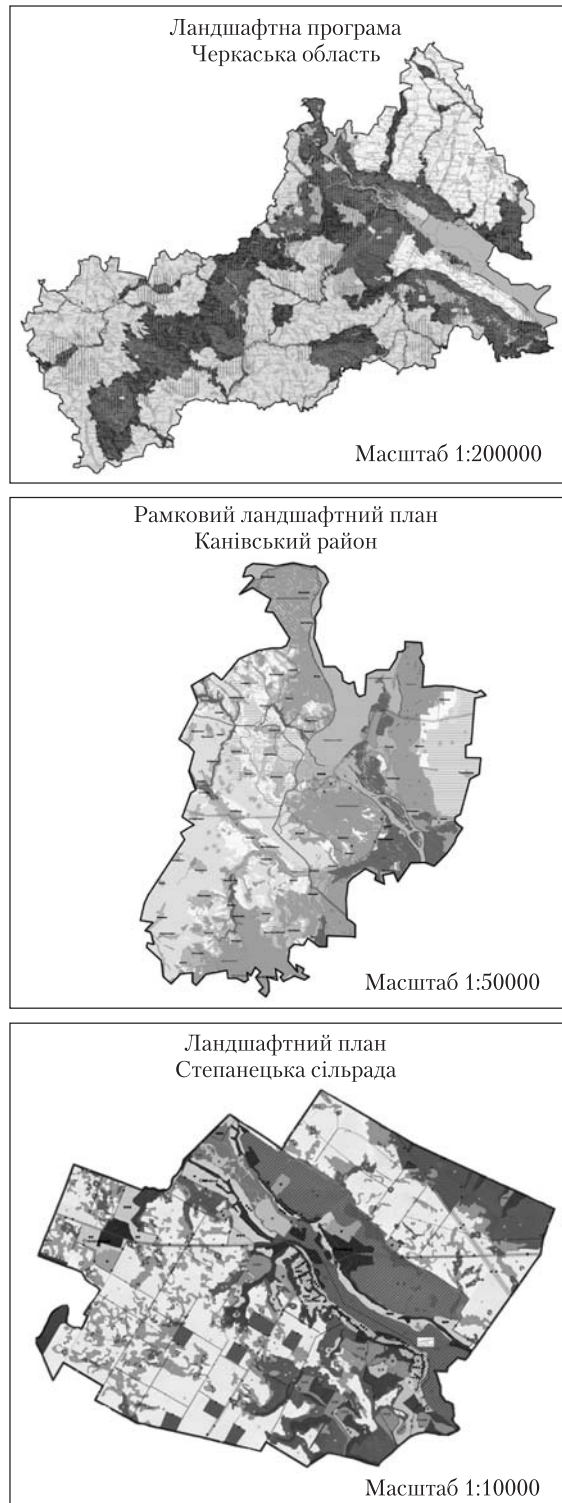 Ландшафтна програма
Черкаська область
Масштаб 1:200000
Рамковий ландшафтний план
Канівський район
Масштаб 1:50000
Ландшафтний план
Степанецька сільрада
Масштаб 1:10000